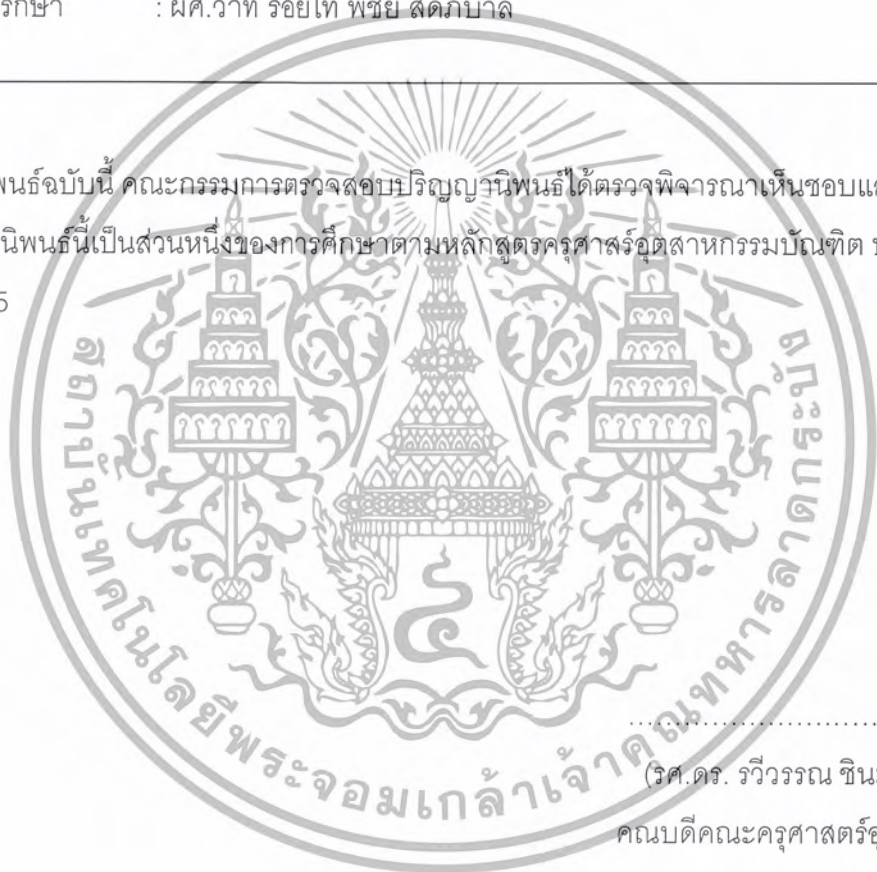 รึกษา : ผศ.ว่าที่ ร้อยโท พิชัย สดภิบาล
พนธ์ฉบับนี้ คณะกรรมการตรวจสอบปริญญานิพนธ์ได้ตรวจพิจารณาเห็นชอบแ
นิพนธ์นี้เป็นส่วนหนึ่งของการศึกษาตามหลักสูตรครุศาสร์อุตสาหกรรมบัณฑิต
5
สถาบันเทคโนโลยีพระจอมเกล้าเจ้าคุณทหารลาดกระบัง
๔
(รศ.ดร. รวีวรรณ ชิน
คณบดีคณะครุศาสตร์อุ